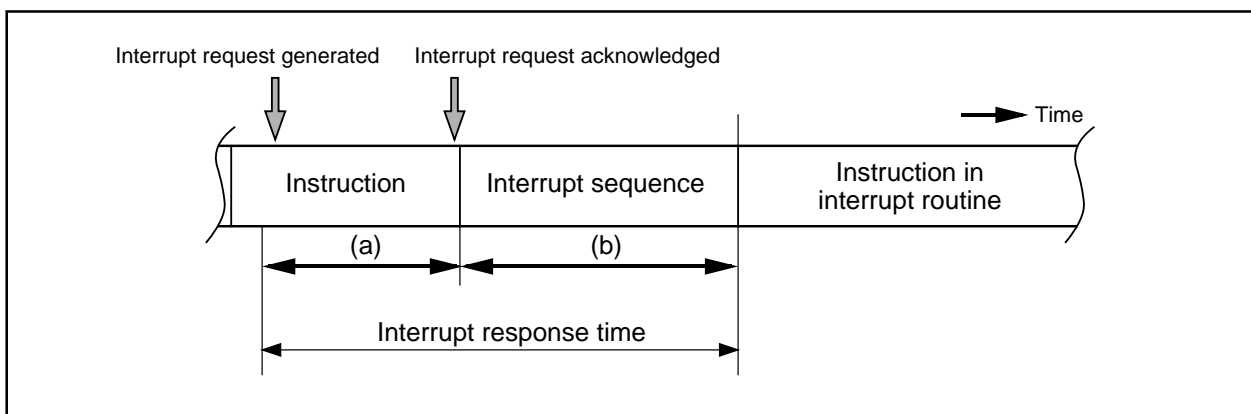 Interrupt request generated
Interrupt request acknowledged
Time
Instruction
Interrupt sequence
Instruction in
interrupt routine
(a)
(b)
Interrupt response time